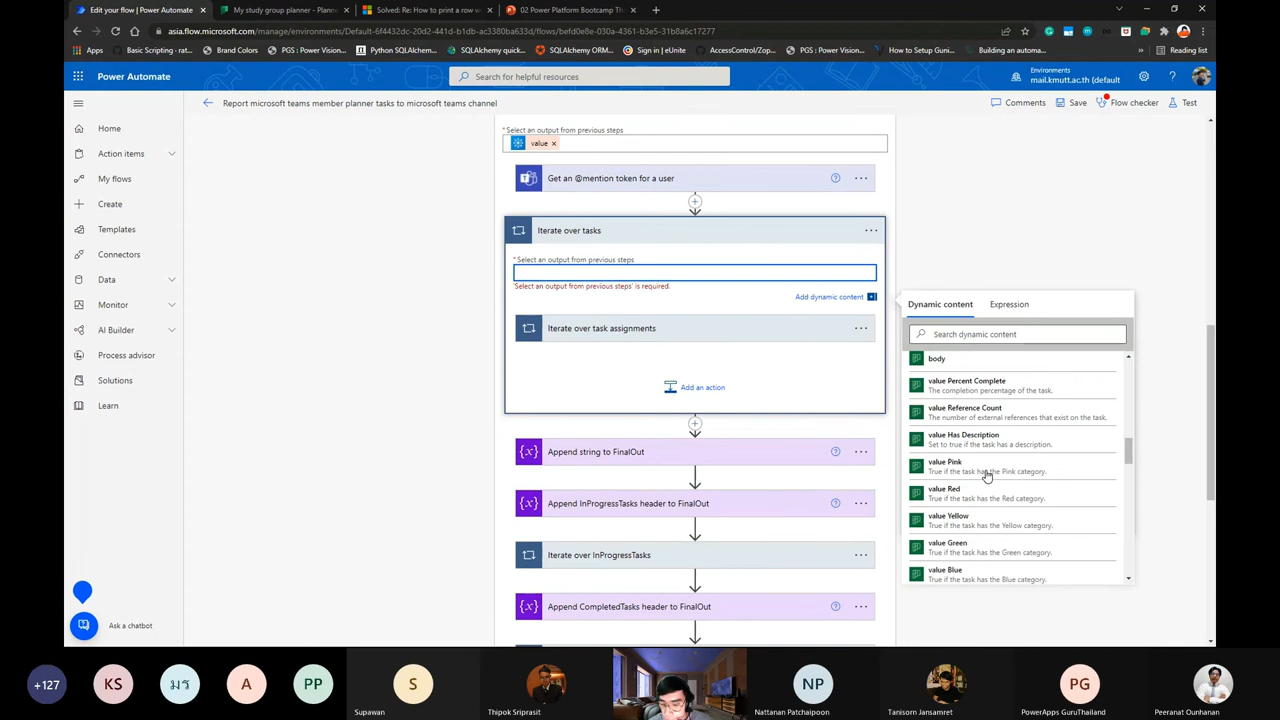 Edit your flow | Power Automate
My study group planner - Planne
Solved: Re: How to print a row w
02 Power Platform Bootcamp Tha
asia.flow.microsoft.com/manage/environments/Default-6f4432dc-20d2-441d-b1db-ac3380ba633d/flows/befd0e8e-030a-4365-b3e5-31b8a6c17277
Apps
Basic Scripting - rat...
Brand Colors
PGS : Power Vision...
Python SQLAlchemy
SQLAlchemy quick...
SQLAlchemy ORM...
Sign in | eUnite
AccessControl/Zop...
PGS : Power Vision...
How to Setup Guni...
Building an automa...
Reading list
Power Automate
Search for helpful resources
Environments
mail.kmutt.ac.th (default
Report microsoft teams member planner tasks to microsoft teams channel
Comments
Save
Flow checker
Test
Home
Action items
My flows
Create
Templates
Connectors
Data
Monitor
AI Builder
Process advisor
Solutions
Learn
Ask a chatbot
* Select an output from previous steps
value
Get an @mention token for a user
Iterate over tasks
* Select an output from previous steps
'Select an output from previous steps' is required.
Add dynamic content
Iterate over task assignments
Add an action
Append string to FinalOut
Append InProgressTasks header to FinalOut
Iterate over InProgressTasks
Append CompletedTasks header to FinalOut
Dynamic content
Expression
Search dynamic content
body
value Percent Complete
The completion percentage of the task.
value Reference Count
The number of external references that exist on the task.
value Has Description
Set to true if the task has a description.
value Pink
True if the task has the Pink category.
value Red
True if the task has the Red category.
value Yellow
True if the task has the Yellow category.
value Green
True if the task has the Green category.
value Blue
True if the task has the Blue category.
+127
KS
มร
A
PP
S
NP
PG
Supawan
Thipok Sriprasit
Nattanan Patchaipoon
Tanisorn Jansamret
PowerApps GuruThailand
Peeranat Ounhanan